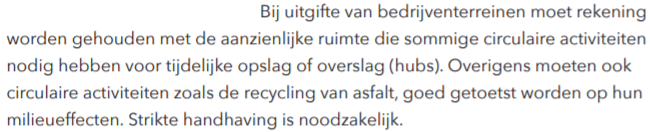 Bij uitgifte van bedrijventerreinen moet rekening
worden gehouden met de aanzienlijke ruimte die sommige circulaire activiteiten
nodig hebben voor tijdelijke opslag of overslag (hubs). Overigens moeten ook
circulaire activiteiten zoals de recycling van asfalt, goed getoetst worden op hun
milieueffecten. Strikte handhaving is noodzakelijk.